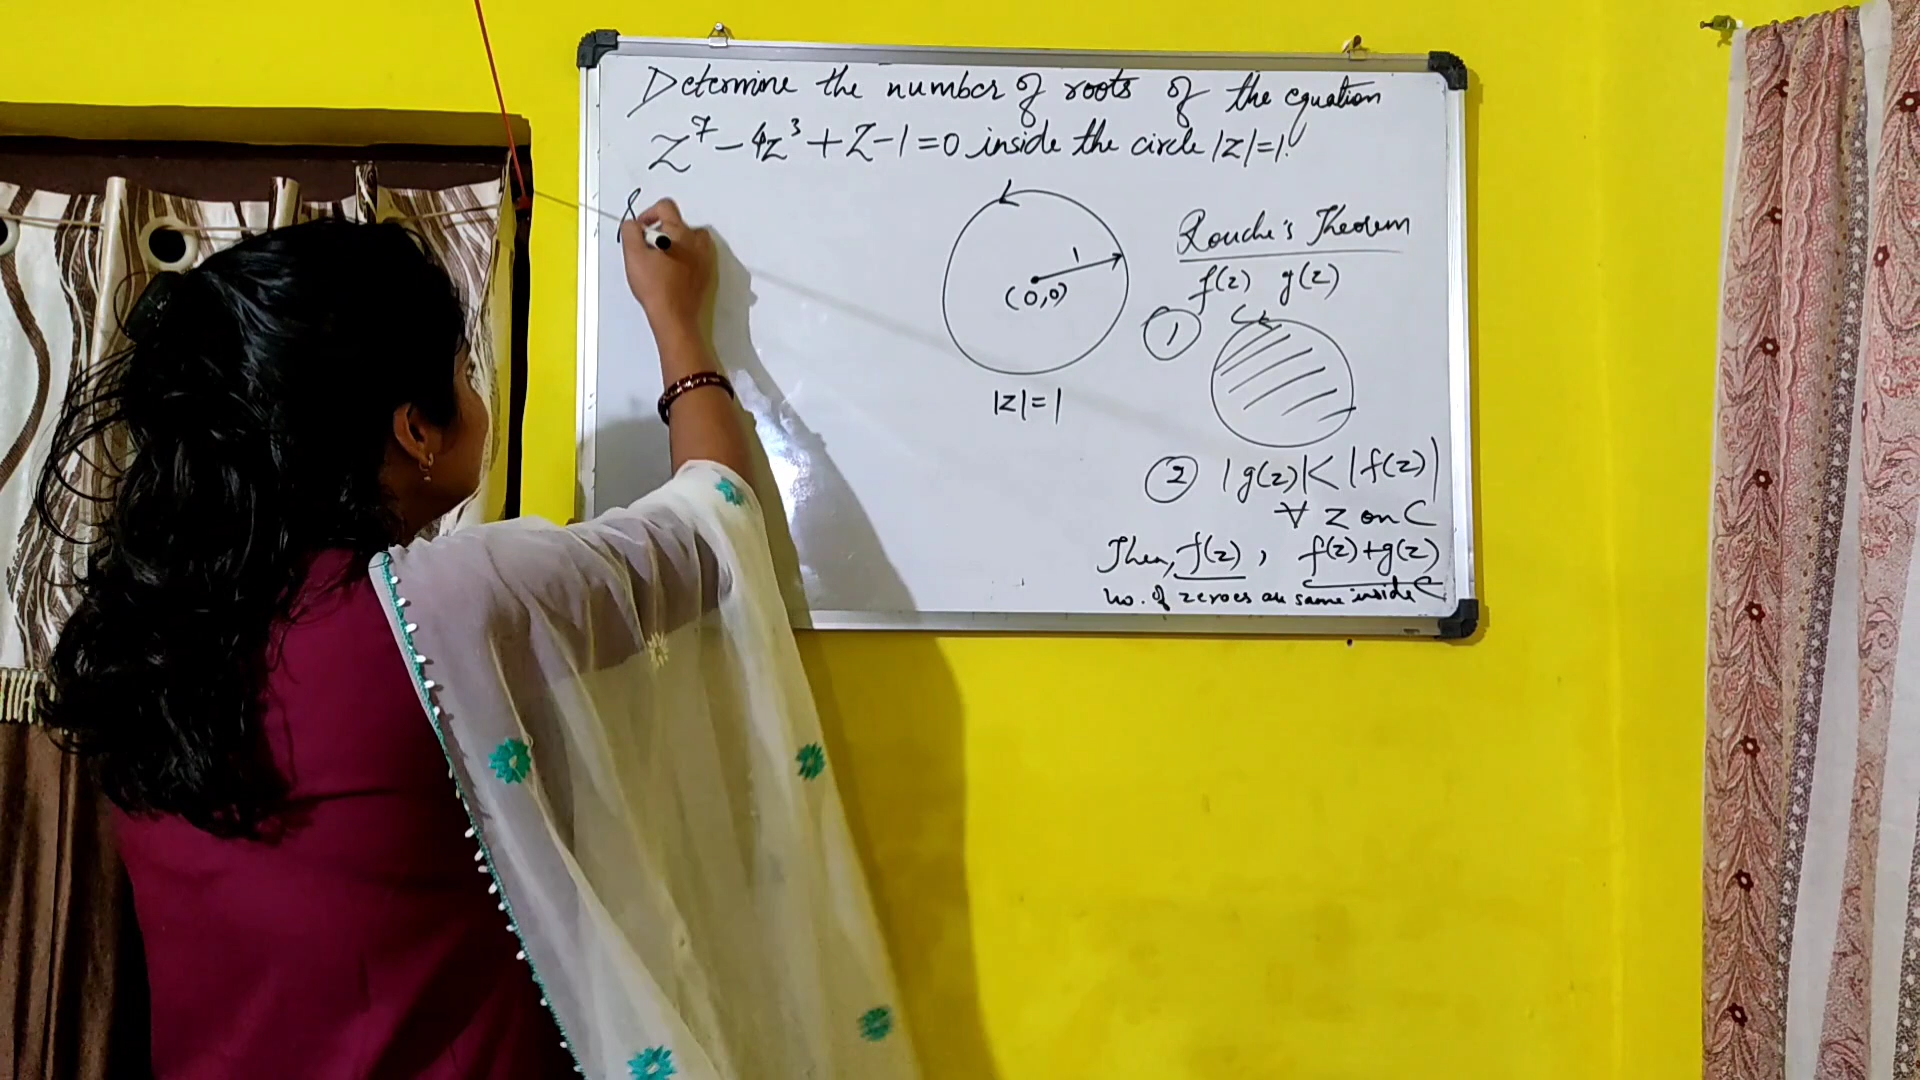 Determine the number of roots of the equation
z⁷ - 4z³ + z - 1 = 0 inside the circle |z| = 1.
1
(0,0)
|z| = 1
Rouche's Theorem
f(z) g(z)
① C
② |g(z)| < |f(z)|
∀ z on C
Then, f(z), f(z)+g(z)
no. of zeroes are same inside C